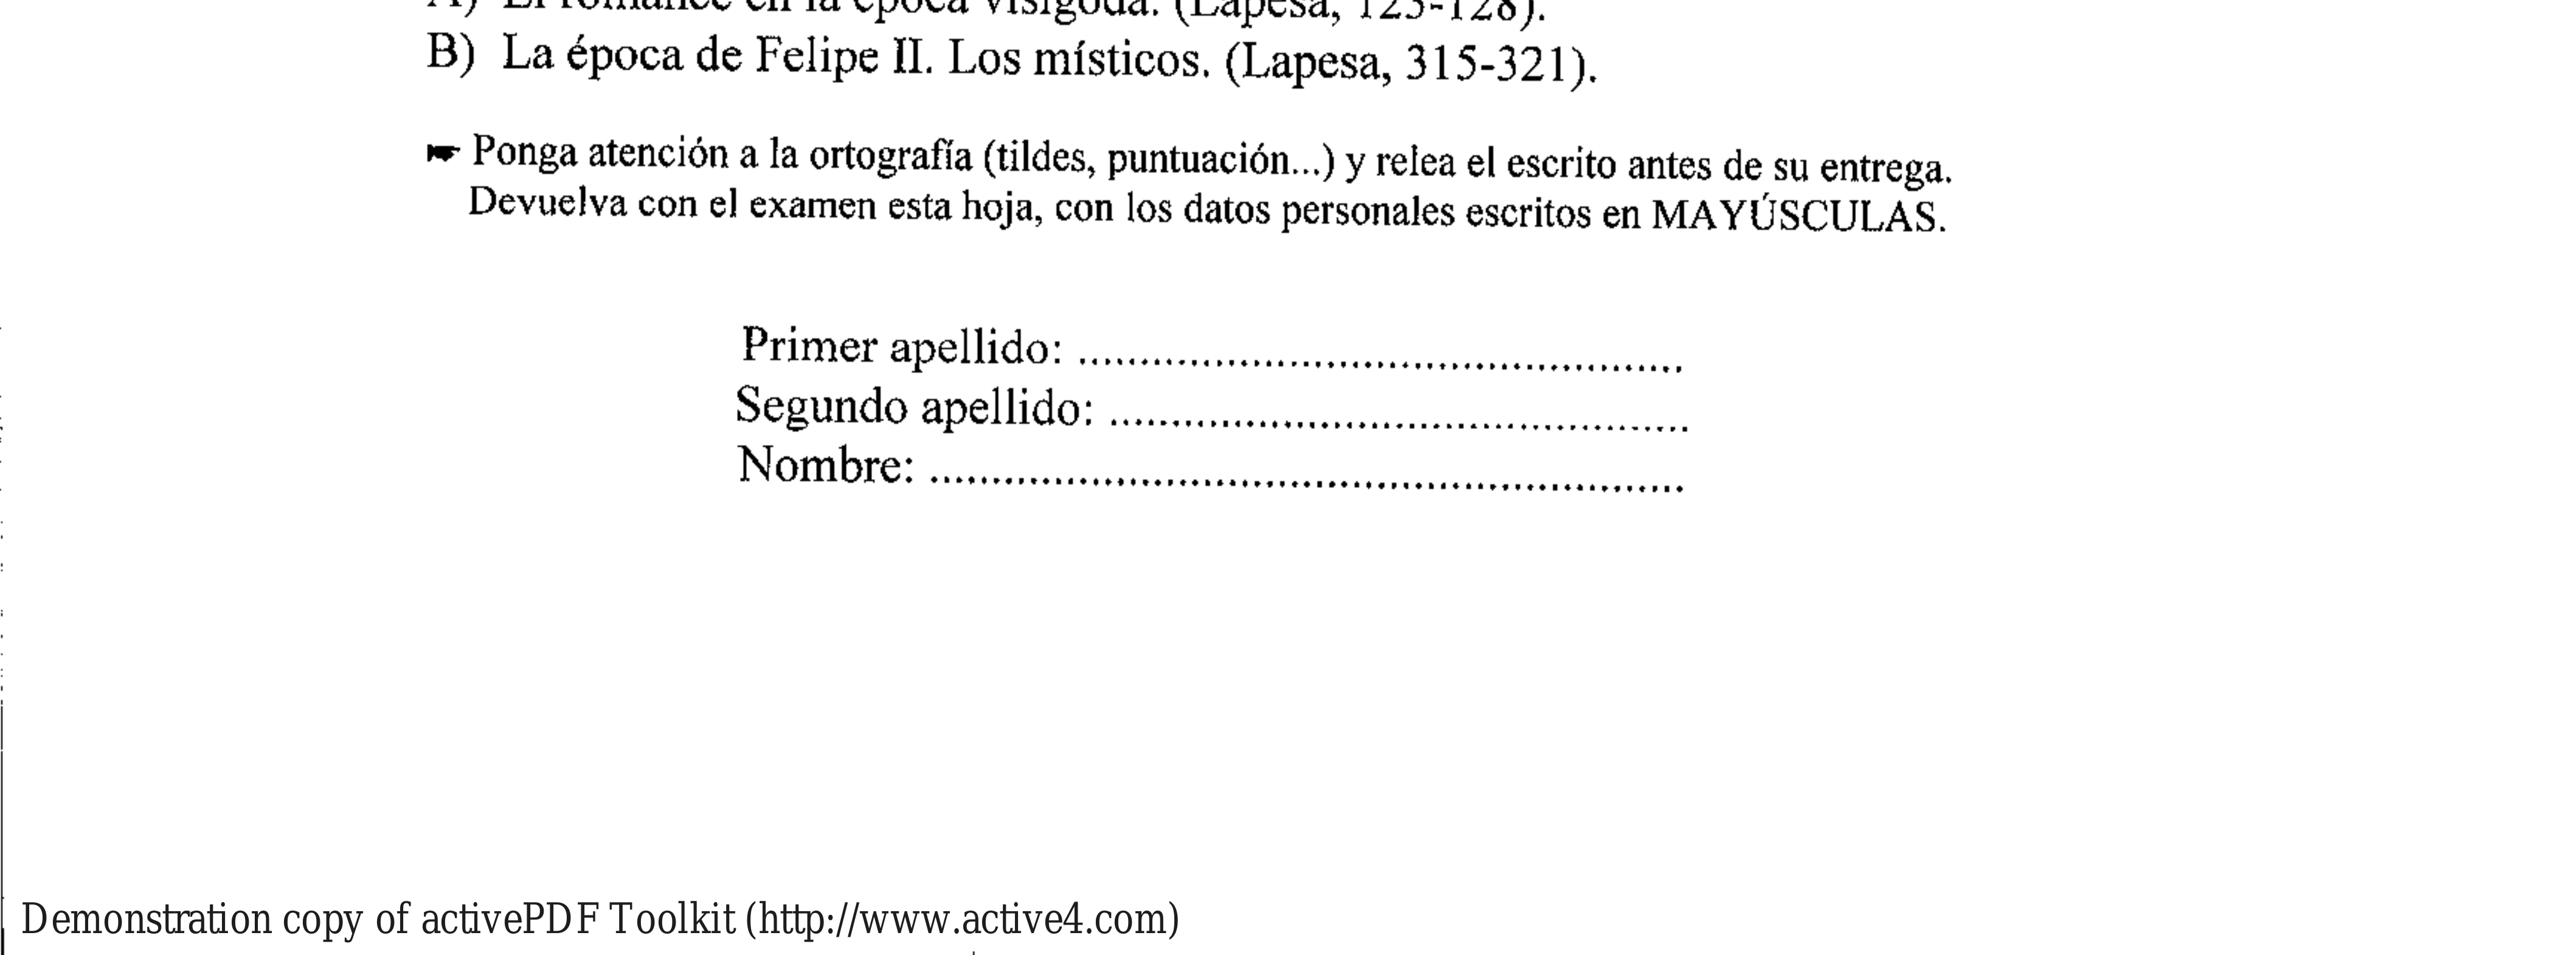 A) El romance en la época visigoda. (Lapesa, 123-128).
B) La época de Felipe II. Los místicos. (Lapesa, 315-321).
☛ Ponga atención a la ortografía (tildes, puntuación...) y relea el escrito antes de su entrega.
Devuelva con el examen esta hoja, con los datos personales escritos en MAYÚSCULAS.
Primer apellido: ..................................................
Segundo apellido: ................................................
Nombre: ..............................................................
Demonstration copy of activePDF Toolkit (http://www.active4.com)